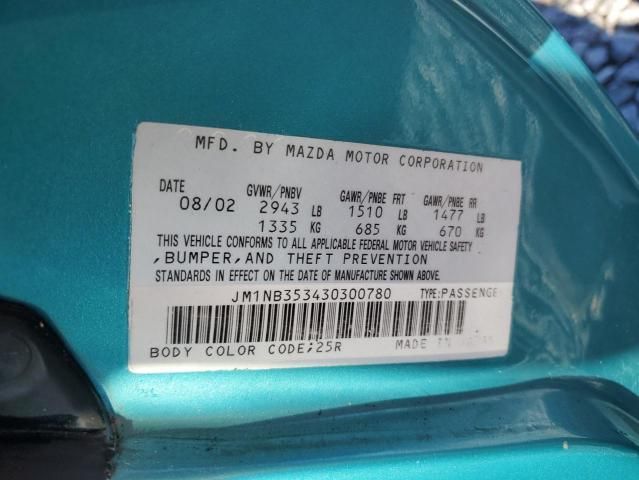 MFD. BY MAZDA MOTOR CORPORATION
DATE GVWR/PNBV GAWR/PNBE FRT GAWR/PNBE RR
08/02 2943 LB 1510 LB 1477 LB
1335 KG 685 KG 670 KG
THIS VEHICLE CONFORMS TO ALL APPLICABLE FEDERAL MOTOR VEHICLE SAFETY
,BUMPER,AND THEFT PREVENTION
STANDARDS IN EFFECT ON THE DATE OF MANUFACTURE SHOWN ABOVE.
JM1NB353430300780 TYPE:PASSENGE
BODY COLOR CODE;25R MADE IN JAPAN